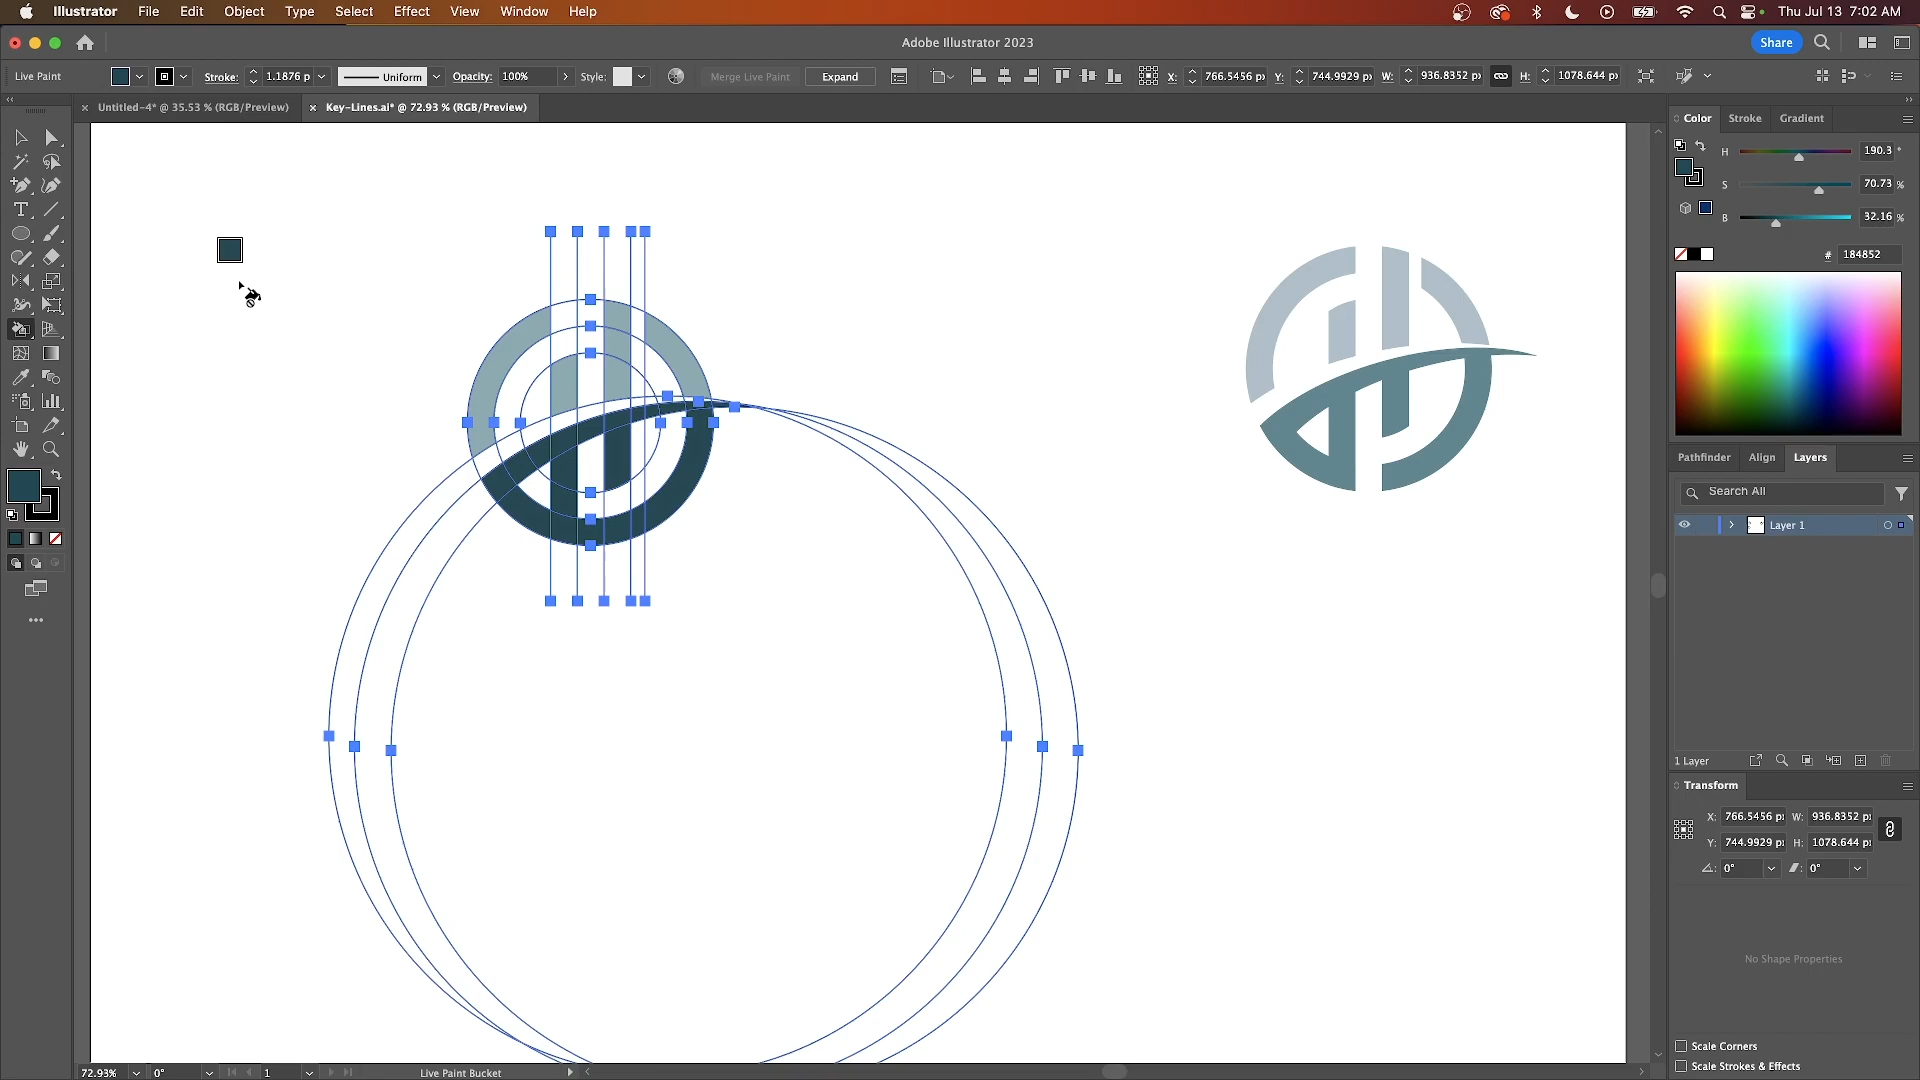 Illustrator File Edit Object Type Select Effect View Window Help Thu Jul 13 7:02 AM
Adobe Illustrator 2023 Share
Live Paint Stroke: 1.1876 p Uniform Opacity: 100% Style: Merge Live Paint Expand X: 766.5456 p Y: 744.9929 p W: 936.8352 p H: 1078.644 p
× Untitled-4* @ 35.53 % (RGB/Preview) × Key-Lines.ai* @ 72.93 % (RGB/Preview)
Color Stroke Gradient
H 190.3 °
S 70.73 %
B 32.16 %
# 184852
Pathfinder Align Layers
Search All
Layer 1
1 Layer
Transform
X: 766.5456 p W: 936.8352 p
Y: 744.9929 p H: 1078.644 p
0° 0°
No Shape Properties
Scale Corners
Scale Strokes & Effects
72.93% 0° 1 Live Paint Bucket